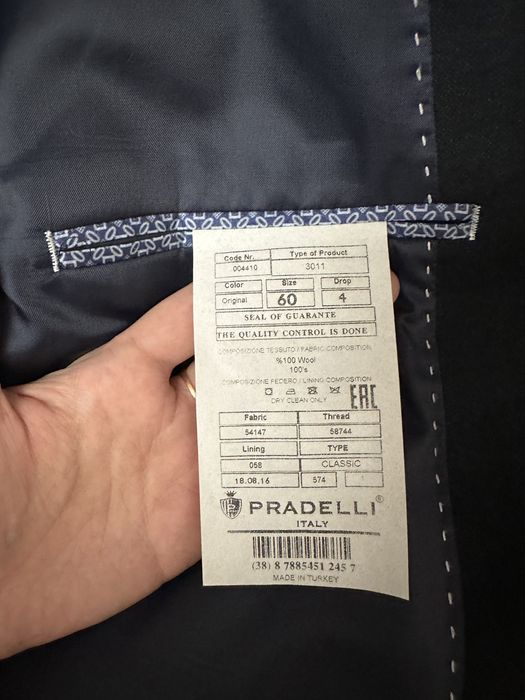 Code Nr. Type of Product
004410 3011
Color Size Drop
Original 60 4
SEAL OF GUARANTE
THE QUALITY CONTROL IS DONE
COMPOSIZIONE TESSUTO / FABRIC COMPOSITION
%100 Wool
100's
COMPOSIZIONE FEDERO / LINING COMPOSITION
DRY CLEAN ONLY EAC
Fabric Thread
54147 58744
Lining TYPE
058 CLASSIC
18.08.16 574
PRADELLI®
ITALY
(38) 8 7885451 245 7
MADE IN TURKEY